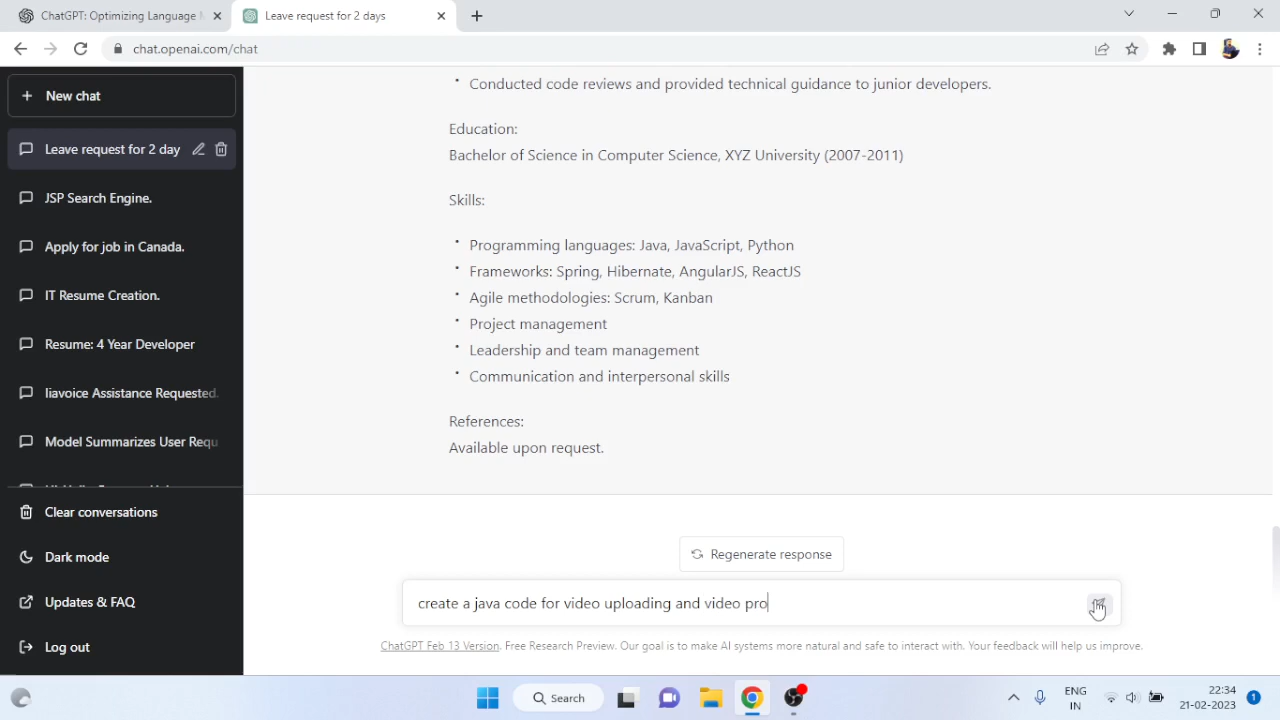 ChatGPT: Optimizing Language
Leave request for 2 days
chat.openai.com/chat
New chat
Leave request for 2 day
JSP Search Engine.
Apply for job in Canada.
IT Resume Creation.
Resume: 4 Year Developer
liavoice Assistance Requested.
Model Summarizes User Requ
Clear conversations
Dark mode
Updates & FAQ
Log out
• Conducted code reviews and provided technical guidance to junior developers.
Education:
Bachelor of Science in Computer Science, XYZ University (2007-2011)
Skills:
• Programming languages: Java, JavaScript, Python
• Frameworks: Spring, Hibernate, AngularJS, ReactJS
• Agile methodologies: Scrum, Kanban
• Project management
• Leadership and team management
• Communication and interpersonal skills
References:
Available upon request.
Regenerate response
create a java code for video uploading and video pro
ChatGPT Feb 13 Version. Free Research Preview. Our goal is to make AI systems more natural and safe to interact with. Your feedback will help us improve.
Search
ENG
IN
22:34
21-02-2023
1